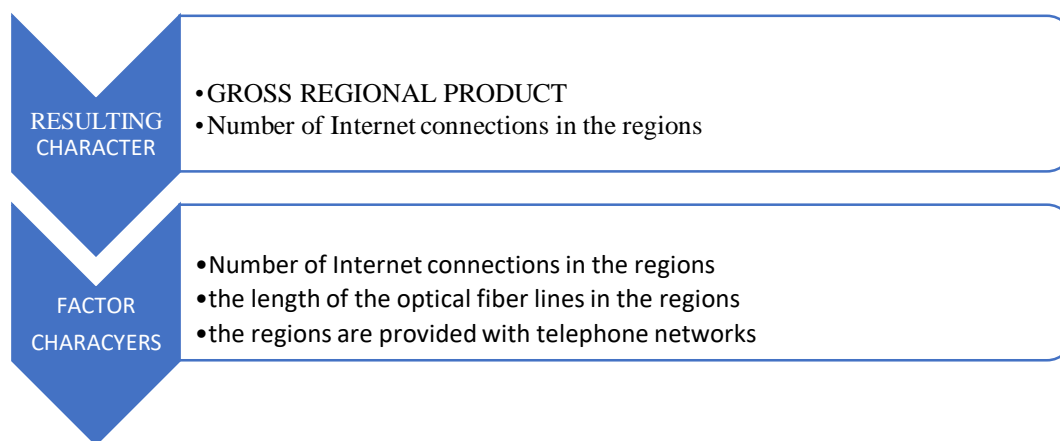 RESULTING
CHARACTER
•GROSS REGIONAL PRODUCT
•Number of Internet connections in the regions
FACTOR
CHARACYERS
•Number of Internet connections in the regions
•the length of the optical fiber lines in the regions
•the regions are provided with telephone networks